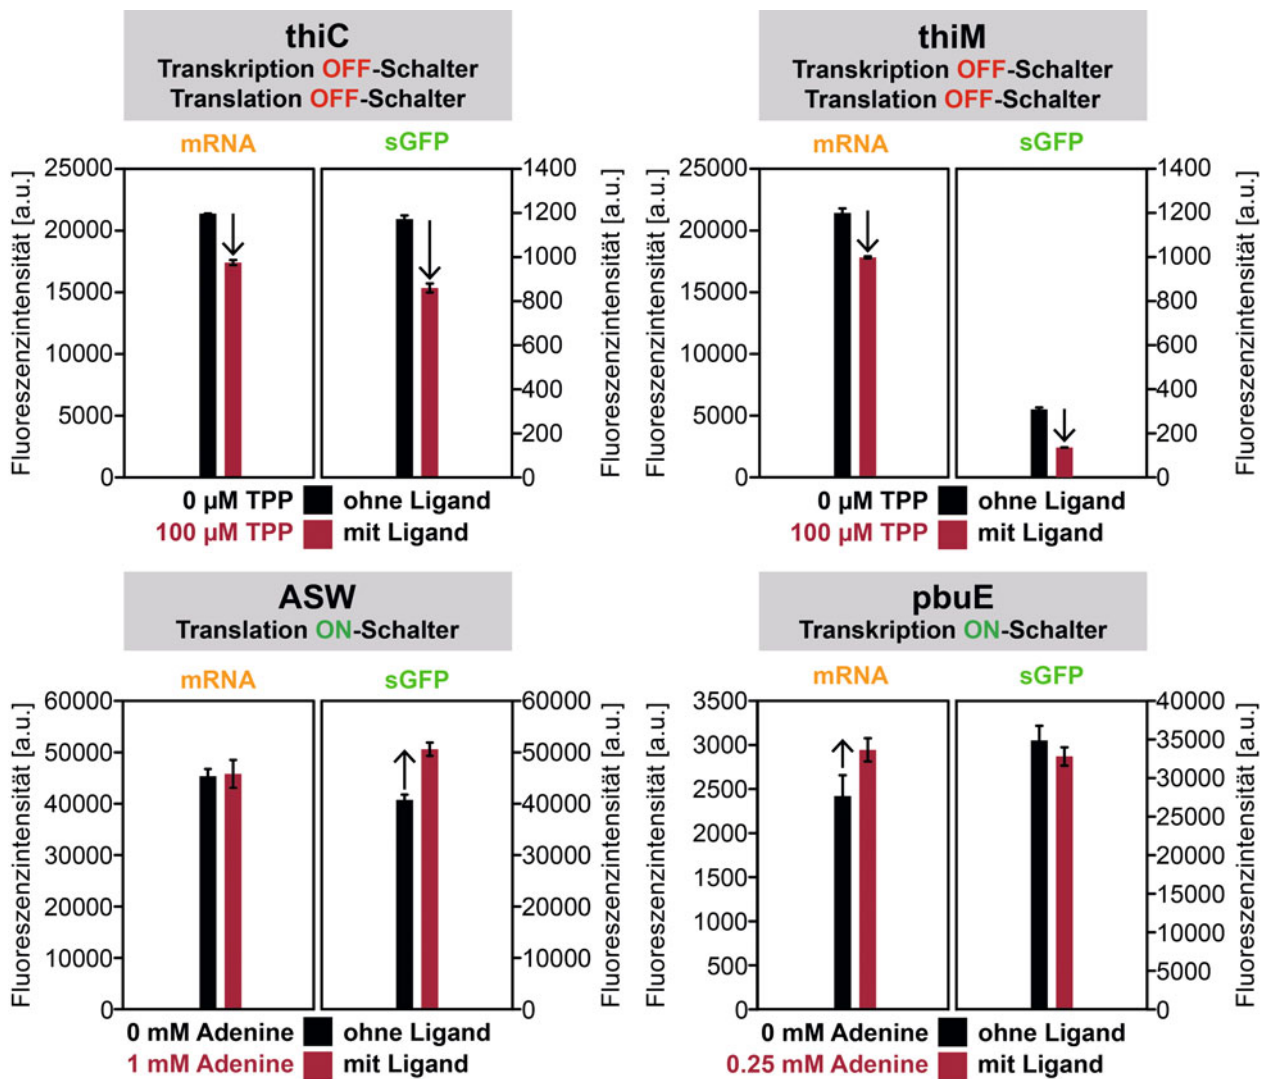 thiC
Transkription OFF-Schalter
Translation OFF-Schalter
mRNA
sGFP
Fluoreszenzintensität [a.u.]
25000
20000
15000
10000
5000
0
1400
1200
1000
800
600
400
200
0
Fluoreszenzintensität [a.u.]
0 µM TPP
ohne Ligand
100 µM TPP
mit Ligand
thiM
Transkription OFF-Schalter
Translation OFF-Schalter
mRNA
sGFP
Fluoreszenzintensität [a.u.]
25000
20000
15000
10000
5000
0
1400
1200
1000
800
600
400
200
0
Fluoreszenzintensität [a.u.]
0 µM TPP
ohne Ligand
100 µM TPP
mit Ligand
ASW
Translation ON-Schalter
mRNA
sGFP
Fluoreszenzintensität [a.u.]
60000
50000
40000
30000
20000
10000
0
60000
50000
40000
30000
20000
10000
0
Fluoreszenzintensität [a.u.]
0 mM Adenine
ohne Ligand
1 mM Adenine
mit Ligand
pbuE
Transkription ON-Schalter
mRNA
sGFP
Fluoreszenzintensität [a.u.]
3500
3000
2500
2000
1500
1000
500
0
40000
35000
30000
25000
20000
15000
10000
5000
0
Fluoreszenzintensität [a.u.]
0 mM Adenine
ohne Ligand
0.25 mM Adenine
mit Ligand